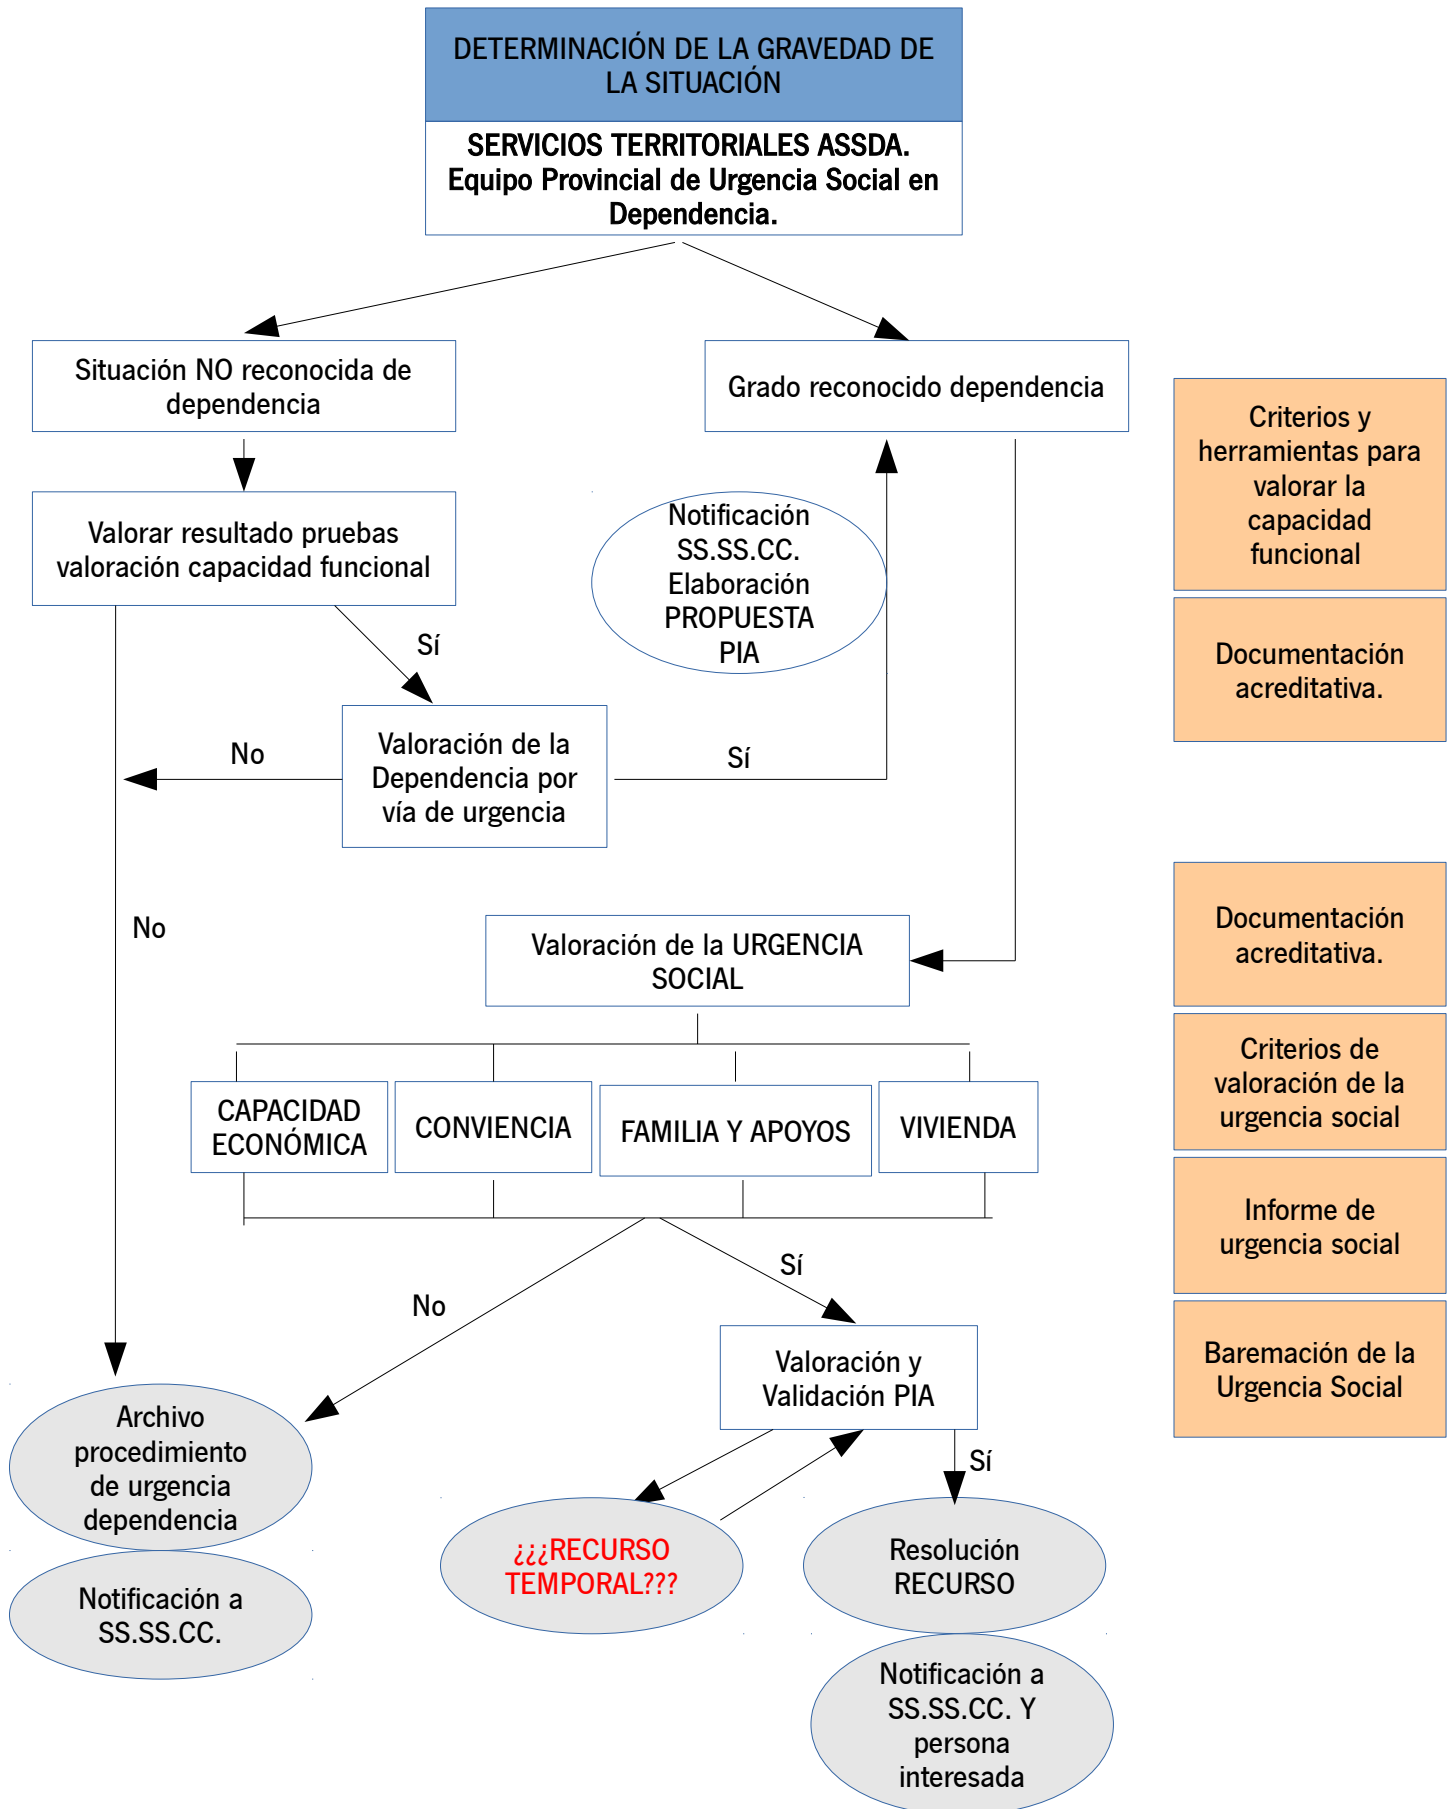 DETERMINACIÓN DE LA GRAVEDAD DE
LA SITUACIÓN
SERVICIOS TERRITORIALES ASSDA.
Equipo Provincial de Urgencia Social en
Dependencia.
Situación NO reconocida de
dependencia
Grado reconocido dependencia
Criterios y
herramientas para
valorar la
capacidad
funcional
Valorar resultado pruebas
valoración capacidad funcional
Notificación
SS.SS.CC.
Elaboración
PROPUESTA
PIA
Sí
Documentación
acreditativa.
Valoración de la
Dependencia por
vía de urgencia
No
Sí
No
Valoración de la URGENCIA
SOCIAL
Documentación
acreditativa.
Criterios de
valoración de la
urgencia social
CAPACIDAD
ECONÓMICA
CONVIENCIA
FAMILIA Y APOYOS
VIVIENDA
Informe de
urgencia social
Sí
No
Valoración y
Validación PIA
Baremación de la
Urgencia Social
Archivo
procedimiento
de urgencia
dependencia
Sí
¿¿¿RECURSO
TEMPORAL???
Resolución
RECURSO
Notificación a
SS.SS.CC.
Notificación a
SS.SS.CC. Y
persona
interesada